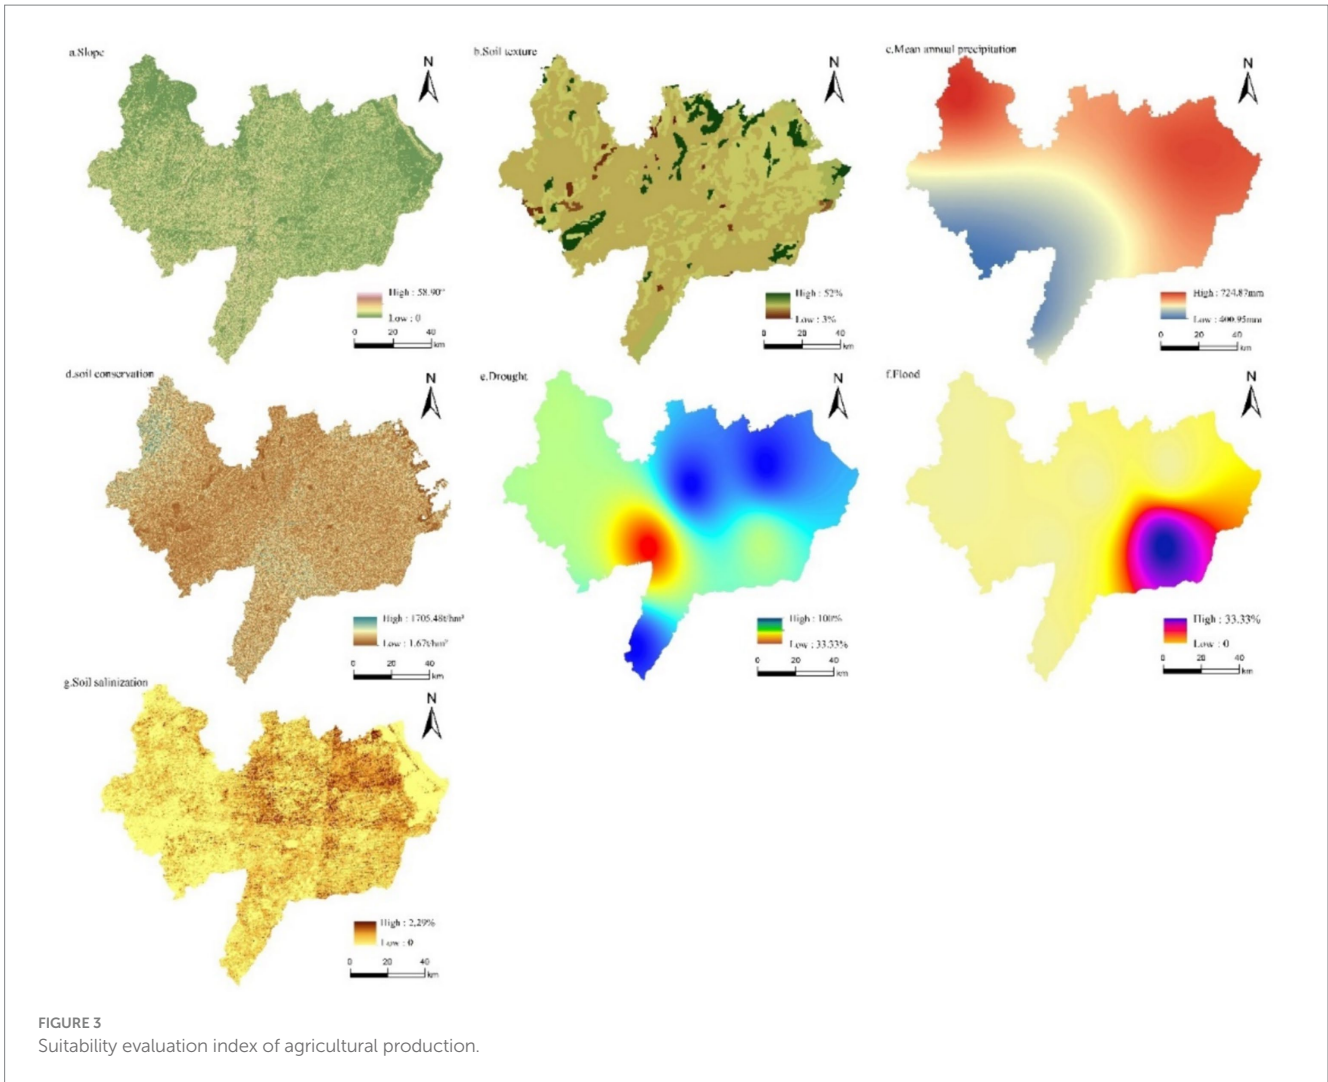 a.Slope
N
High : 58.90°
Low : 0
0 20 40
km
b.Soil texture
N
High : 52%
Low : 3%
0 20 40
km
c.Mean annual precipitation
N
High : 724.87mm
Low : 400.95mm
0 20 40
km
d.soil conservation
N
High : 1705.48t/hm²
Low : 1.67t/hm²
0 20 40
km
e.Drought
N
High : 100%
Low : 33.33%
0 20 40
km
f.Flood
N
High : 33.33%
Low : 0
0 20 40
km
g.Soil salinization
N
High : 2.29%
Low : 0
0 20 40
km
FIGURE 3
Suitability evaluation index of agricultural production.